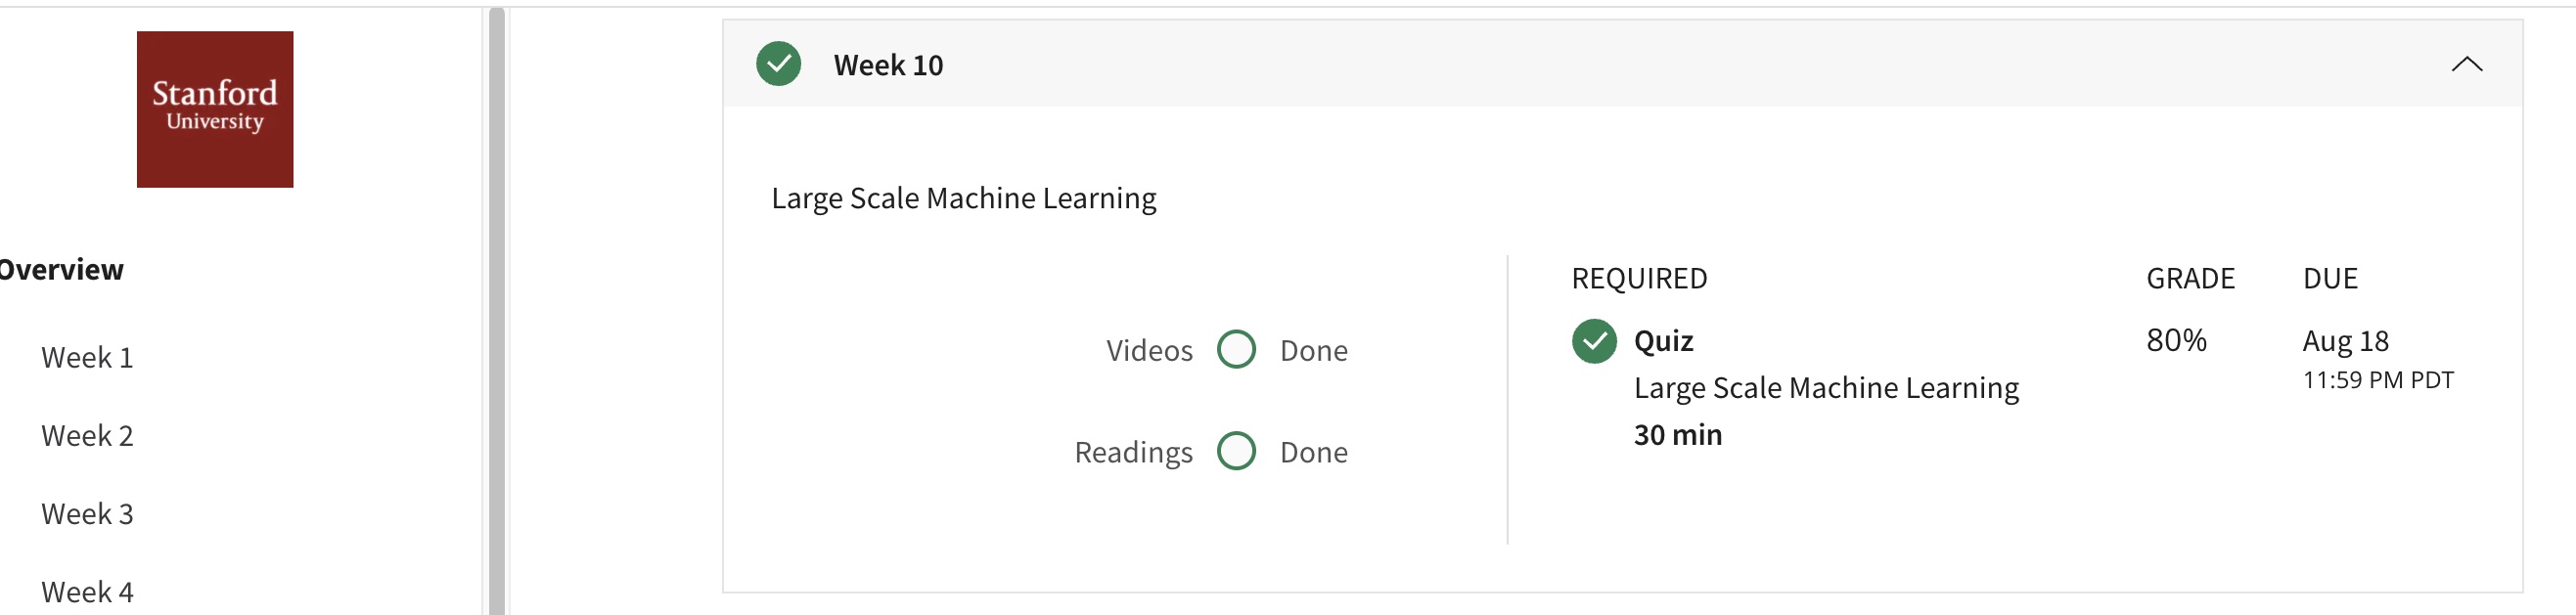 Stanford
University
Overview
Week 1
Week 2
Week 3
Week 4
Week 10
Large Scale Machine Learning
Videos Done
Readings Done
REQUIRED GRADE DUE
Quiz 80% Aug 18
11:59 PM PDT
Large Scale Machine Learning
30 min